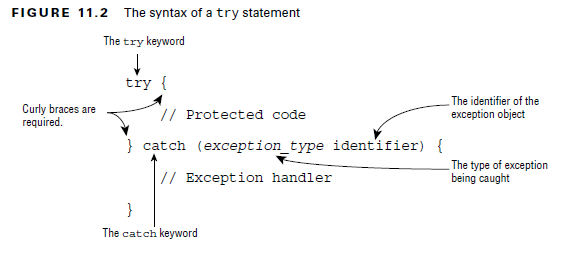 FIGURE 11.2 The syntax of a try statement
The try keyword
try {
Curly braces are
required.
// Protected code
The identifier of the
exception object
} catch (exception_type identifier) {
The type of exception
being caught
// Exception handler
}
The catch keyword